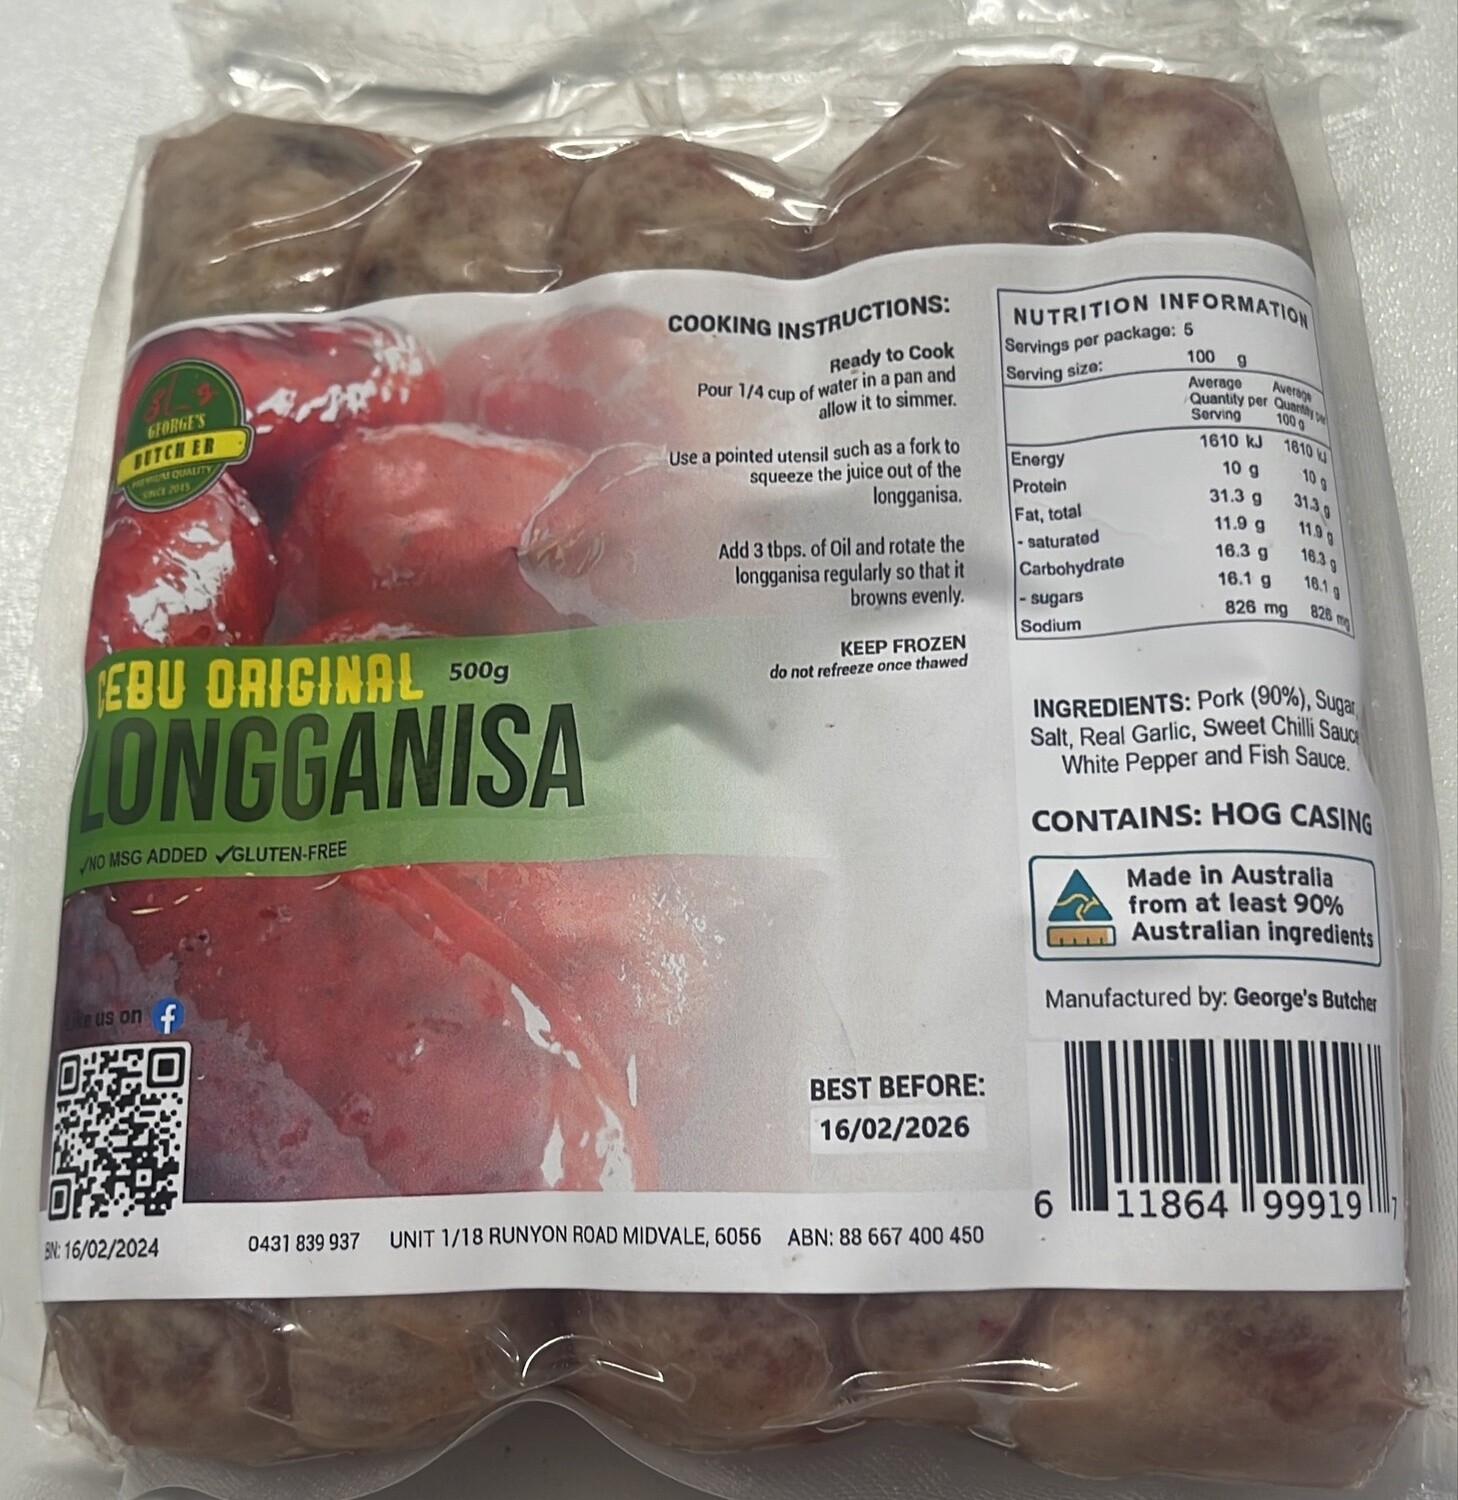 GEORGE'S
BUTCHER
PREMIUM QUALITY
SINCE 2015
CEBU ORIGINAL 500g
LONGGANISA
✓NO MSG ADDED ✓GLUTEN-FREE
us on
BN: 16/02/2024
COOKING INSTRUCTIONS:
Ready to Cook
Pour 1/4 cup of water in a pan and
allow it to simmer.
Use a pointed utensil such as a fork to
squeeze the juice out of the
longganisa.
Add 3 tbps. of Oil and rotate the
longganisa regularly so that it
browns evenly.
KEEP FROZEN
do not refreeze once thawed
BEST BEFORE:
16/02/2026
0431 839 937 UNIT 1/18 RUNYON ROAD MIDVALE, 6056 ABN: 88 667 400 450
NUTRITION INFORMATION
Servings per package: 5
Serving size: 100 g
Average Average
Quantity per Quantity per
Serving 100 g
Energy 1610 kJ 1610 kJ
Protein 10 g 10 g
Fat, total 31.3 g 31.3 g
- saturated 11.9 g 11.9 g
Carbohydrate 16.3 g 16.3 g
- sugars 16.1 g 16.1 g
Sodium 826 mg 826 mg
INGREDIENTS: Pork (90%), Sugar,
Salt, Real Garlic, Sweet Chilli Sauce
White Pepper and Fish Sauce.
CONTAINS: HOG CASING
Made in Australia
from at least 90%
Australian ingredients
Manufactured by: George's Butcher
6 11864 99919 7